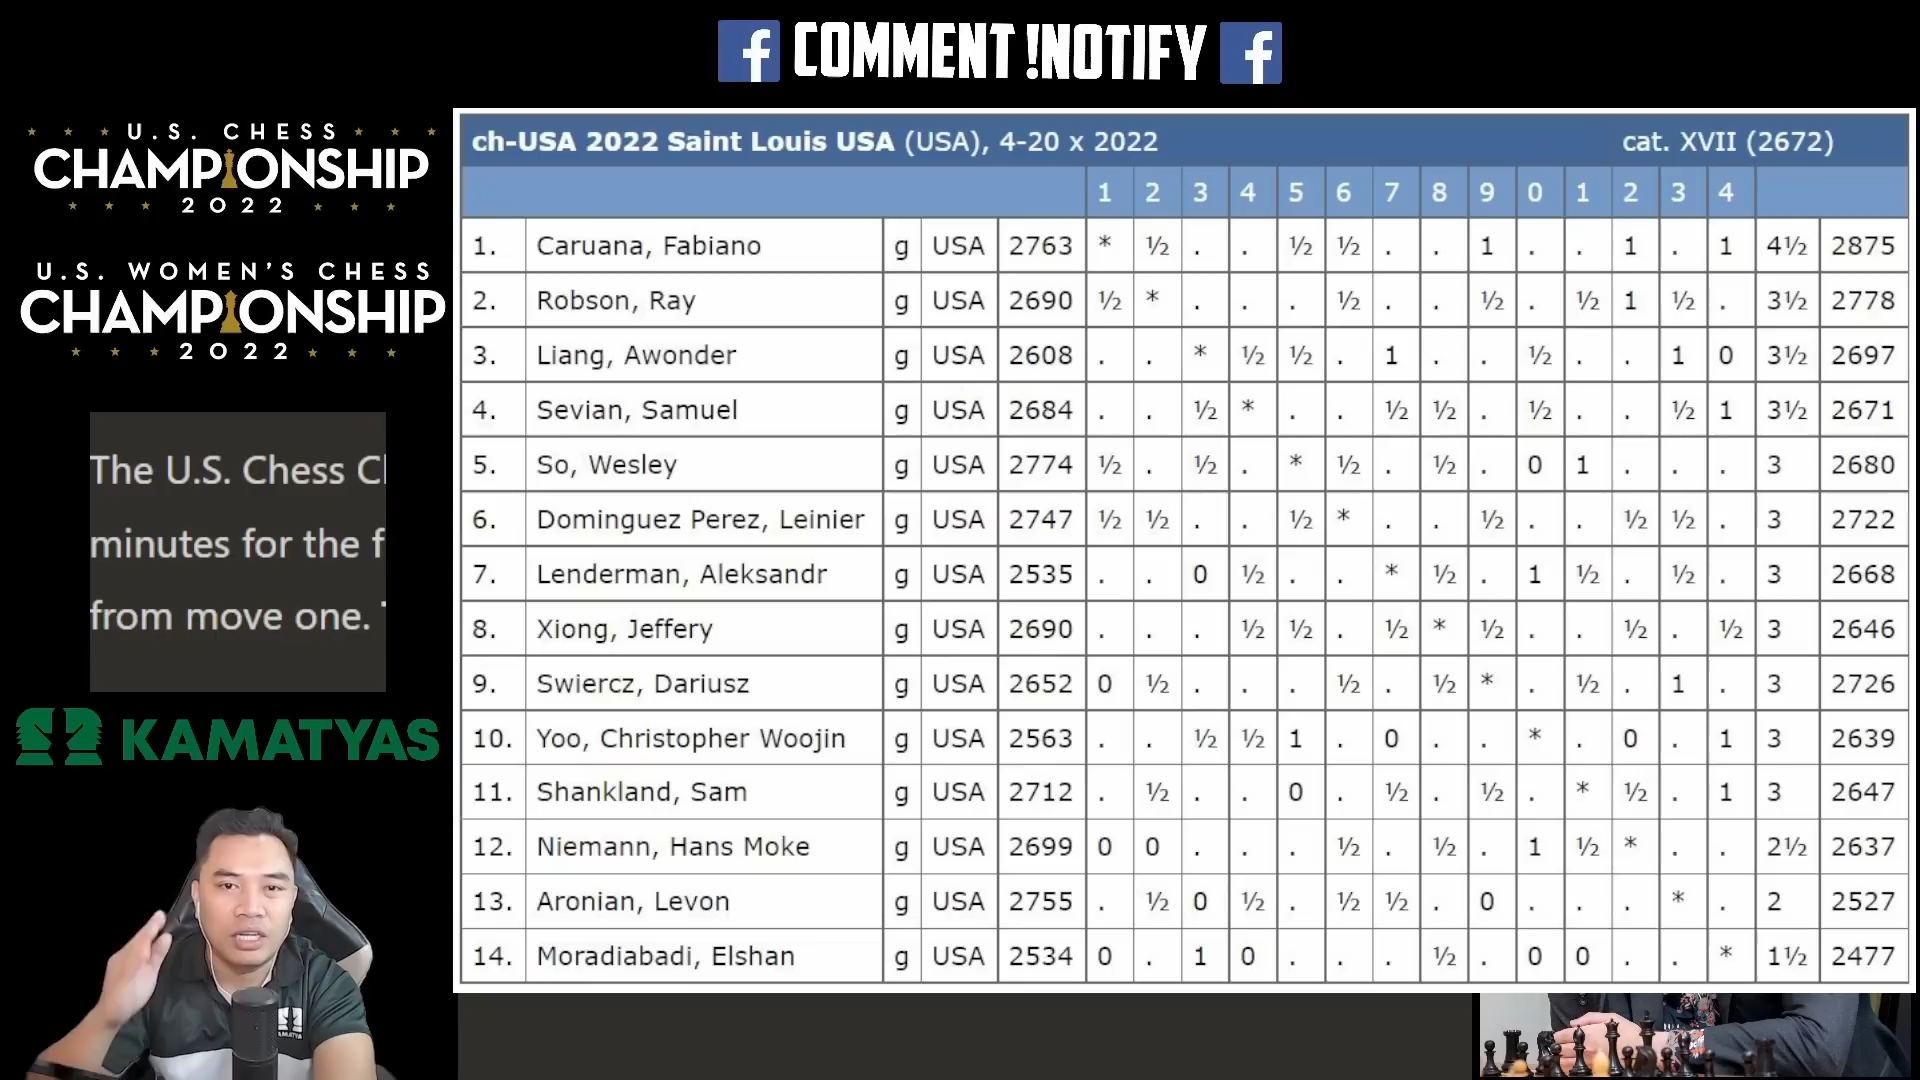 COMMENT !NOTIFY
U.S. CHESS
CHAMPIONSHIP
2022
U.S. WOMEN'S CHESS
CHAMPIONSHIP
2022
The U.S. Chess
minutes for the
from move one.
KAMATYAS
ch-USA 2022 Saint Louis USA (USA), 4-20 x 2022 cat. XVII (2672)
1 2 3 4 5 6 7 8 9 0 1 2 3 4
1. Caruana, Fabiano g USA 2763 * ½ . . ½ ½ . . 1 . . 1 . 1 4½ 2875
2. Robson, Ray g USA 2690 ½ * . . . ½ . . ½ . ½ 1 ½ . 3½ 2778
3. Liang, Awonder g USA 2608 . . * ½ ½ . 1 . . ½ . . 1 0 3½ 2697
4. Sevian, Samuel g USA 2684 . . ½ * . . ½ ½ . ½ . . ½ 1 3½ 2671
5. So, Wesley g USA 2774 ½ . ½ . * ½ . ½ . 0 1 . . . 3 2680
6. Dominguez Perez, Leinier g USA 2747 ½ ½ . . ½ * . . ½ . . ½ ½ . 3 2722
7. Lenderman, Aleksandr g USA 2535 . . 0 ½ . . * ½ . 1 ½ . ½ . 3 2668
8. Xiong, Jeffery g USA 2690 . . . ½ ½ . ½ * ½ . . ½ . ½ 3 2646
9. Swiercz, Dariusz g USA 2652 0 ½ . . . ½ . ½ * . ½ . 1 . 3 2726
10. Yoo, Christopher Woojin g USA 2563 . . ½ ½ 1 . 0 . . * . 0 . 1 3 2639
11. Shankland, Sam g USA 2712 . ½ . . 0 . ½ . ½ . * ½ . 1 3 2647
12. Niemann, Hans Moke g USA 2699 0 0 . . . ½ . ½ . 1 ½ * . . 2½ 2637
13. Aronian, Levon g USA 2755 . ½ 0 ½ . ½ ½ . 0 . . . * . 2 2527
14. Moradiabadi, Elshan g USA 2534 0 . 1 0 . . . ½ . 0 0 . . * 1½ 2477
KAMATYAS